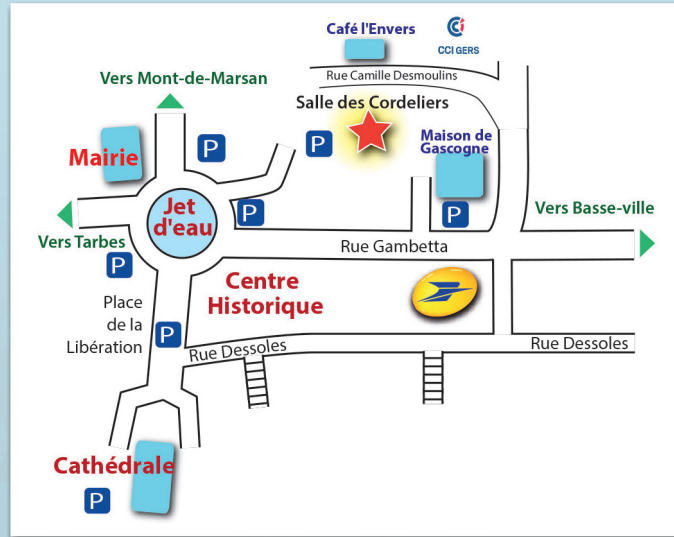 Café l'Envers
CCI GERS
Rue Camille Desmoulins
Vers Mont-de-Marsan
Salle des Cordeliers
P
P
Maison de
Gascogne
Mairie
Jet
d'eau
P
P
Vers Basse-ville
Vers Tarbes
Rue Gambetta
P
Centre
Historique
Place
de la
Libération
P
Rue Dessoles
Rue Dessoles
Cathédrale
P